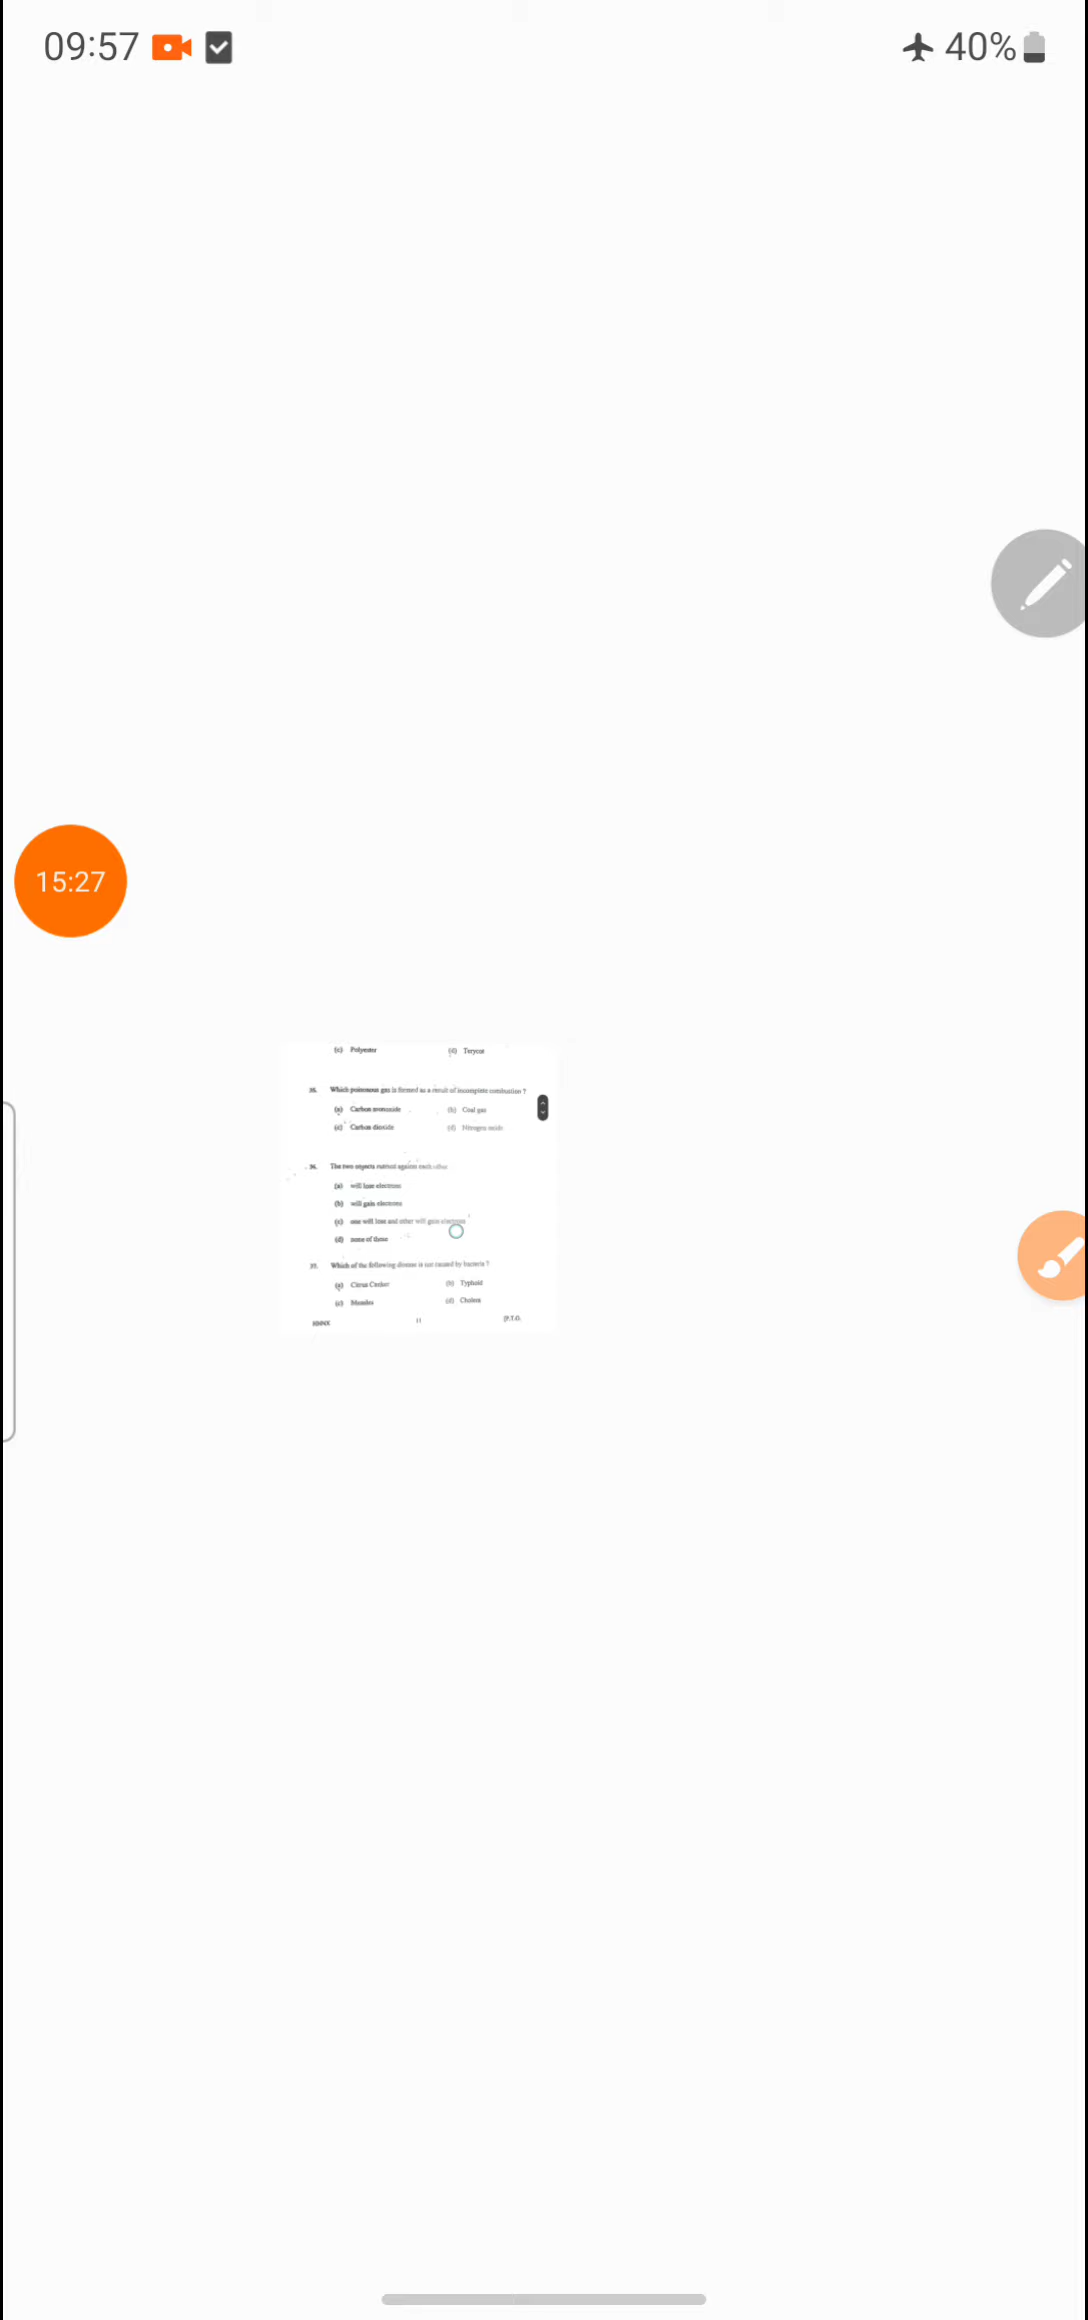 09:57
40%
15:27
(c) Polyester (d) Terycot
35. Which poisonous gas is formed as a result of incomplete combustion ?
(a) Carbon monoxide (b) Coal gas
(c) Carbon dioxide (d) Nitrogen oxide
36. The two objects rubbed against each other
(a) will lose electrons
(b) will gain electrons
(c) one will lose and other will gain electrons
(d) none of these
37. Which of the following disease is not caused by bacteria ?
(a) Citrus Canker (b) Typhoid
(c) Measles (d) Cholera
11 [P.T.O.